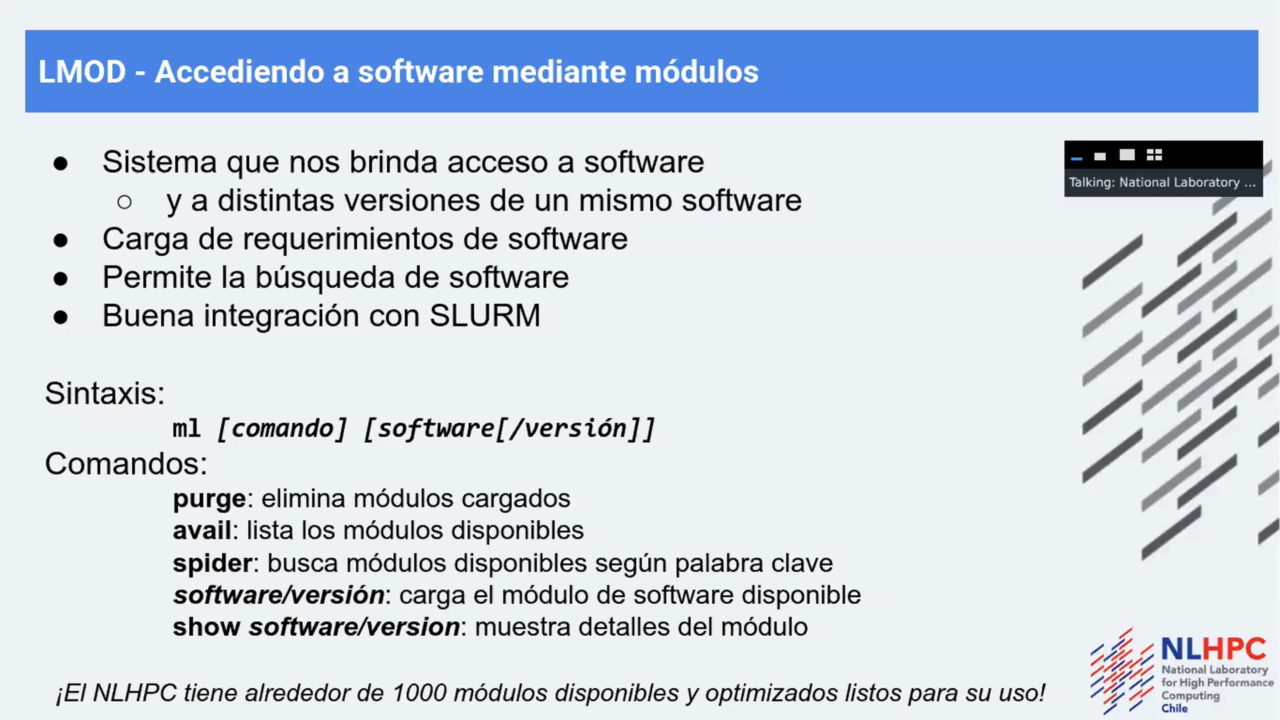 LMOD - Accediendo a software mediante módulos
● Sistema que nos brinda acceso a software
○ y a distintas versiones de un mismo software
● Carga de requerimientos de software
● Permite la búsqueda de software
● Buena integración con SLURM
Talking: National Laboratory ...
Sintaxis:
ml [comando] [software[/versión]]
Comandos:
purge: elimina módulos cargados
avail: lista los módulos disponibles
spider: busca módulos disponibles según palabra clave
software/versión: carga el módulo de software disponible
show software/version: muestra detalles del módulo
¡El NLHPC tiene alrededor de 1000 módulos disponibles y optimizados listos para su uso!
NLHPC
National Laboratory
for High Performance
Computing
Chile